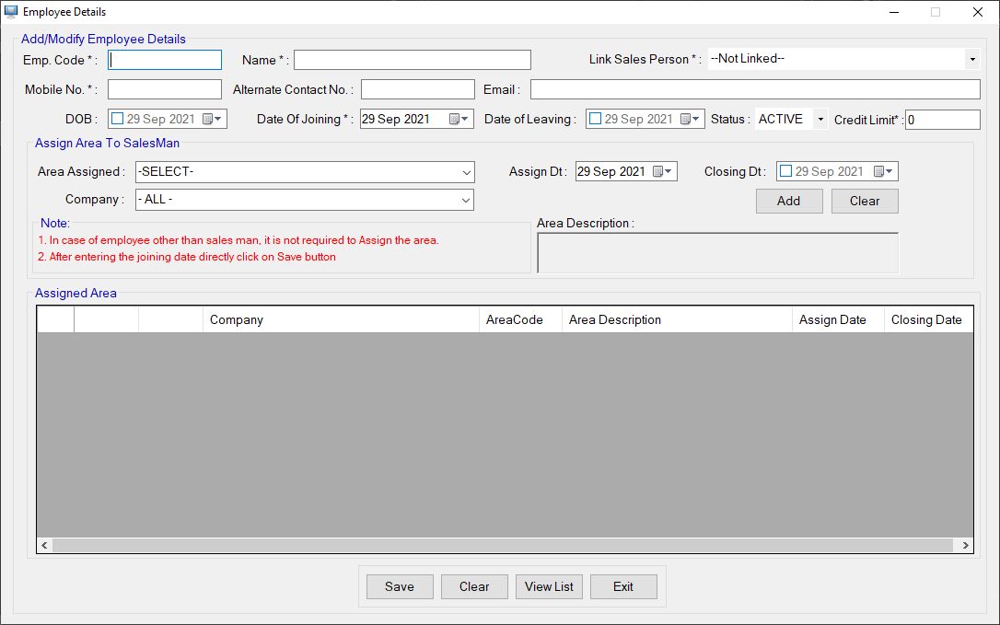 Employee Details
Add/Modify Employee Details
Emp. Code * : Name * : Link Sales Person * : --Not Linked--
Mobile No. * : Alternate Contact No. : Email :
DOB : 29 Sep 2021 Date Of Joining * : 29 Sep 2021 Date of Leaving : 29 Sep 2021 Status : ACTIVE Credit Limit* : 0
Assign Area To SalesMan
Area Assigned : -SELECT- Assign Dt : 29 Sep 2021 Closing Dt : 29 Sep 2021
Company : - ALL - Add Clear
Note: Area Description :
1. In case of employee other than sales man, it is not required to Assign the area.
2. After entering the joining date directly click on Save button
Assigned Area
Company AreaCode Area Description Assign Date Closing Date
Save Clear View List Exit